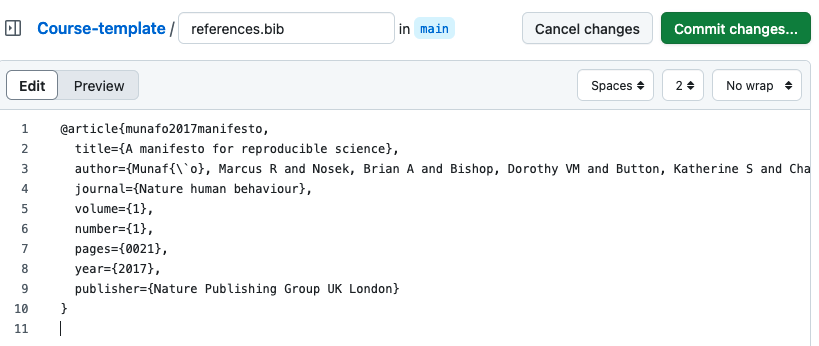 Course-template / references.bib in main Cancel changes Commit changes...
Edit Preview Spaces 2 No wrap
1 @article{munafo2017manifesto,
2 title={A manifesto for reproducible science},
3 author={Munaf{\`o}, Marcus R and Nosek, Brian A and Bishop, Dorothy VM and Button, Katherine S and Cha
4 journal={Nature human behaviour},
5 volume={1},
6 number={1},
7 pages={0021},
8 year={2017},
9 publisher={Nature Publishing Group UK London}
10 }
11